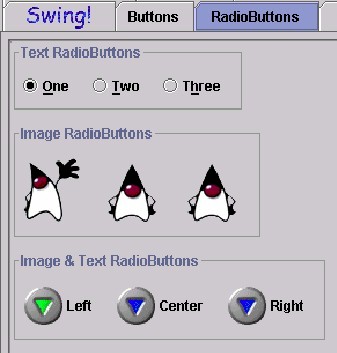 Swing! Buttons RadioButtons
Text RadioButtons
One Two Three
Image RadioButtons
Image & Text RadioButtons
Left Center Right